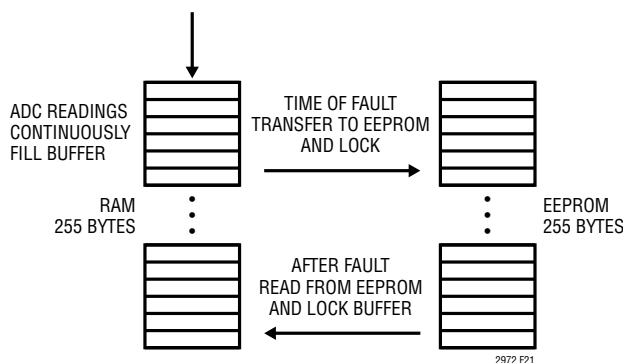 ADC READINGS
CONTINUOUSLY
FILL BUFFER
TIME OF FAULT
TRANSFER TO EEPROM
AND LOCK
RAM
255 BYTES
EEPROM
255 BYTES
AFTER FAULT
READ FROM EEPROM
AND LOCK BUFFER
2972 F21